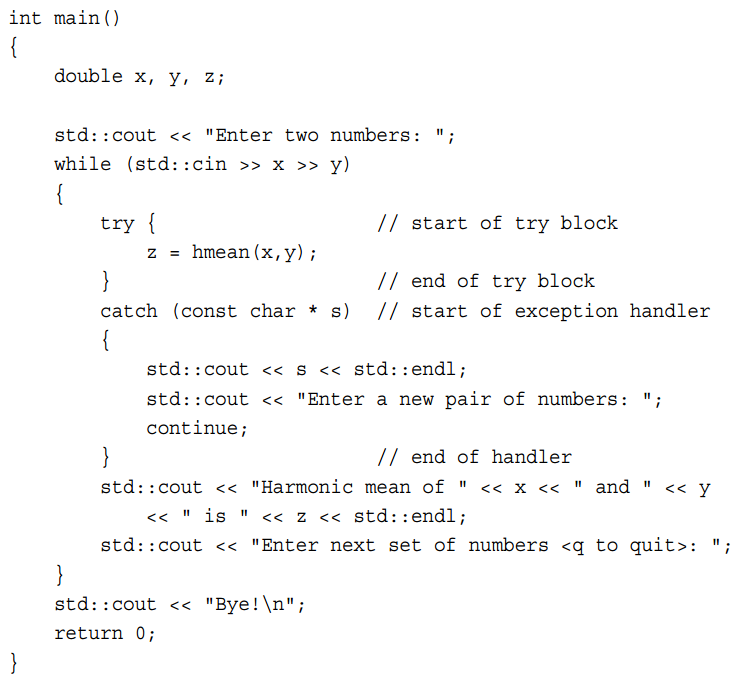 int main()
{
    double x, y, z;

    std::cout << "Enter two numbers: ";
    while (std::cin >> x >> y)
    {
        try {                   // start of try block
            z = hmean(x,y);
        }                       // end of try block
        catch (const char * s)  // start of exception handler
        {
            std::cout << s << std::endl;
            std::cout << "Enter a new pair of numbers: ";
            continue;
        }                       // end of handler
        std::cout << "Harmonic mean of " << x << " and " << y
            << " is " << z << std::endl;
        std::cout << "Enter next set of numbers <q to quit>: ";
    }
    std::cout << "Bye!\n";
    return 0;
}